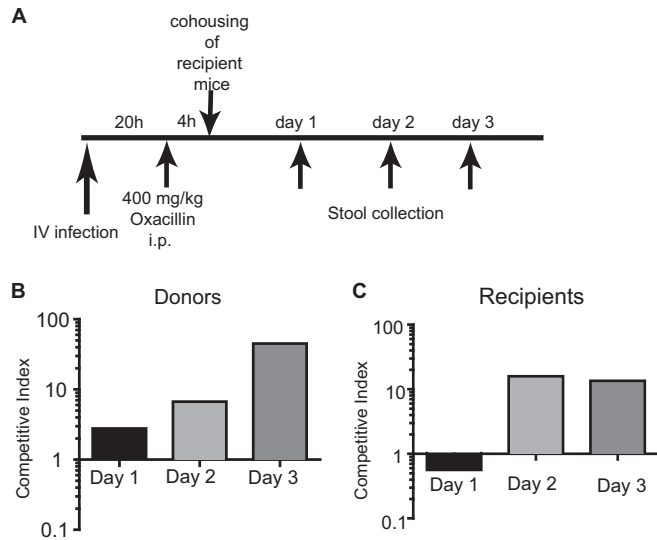 A
cohousing
of
recipient
mice
20h
4h
day 1
day 2
day 3
IV infection
400 mg/kg
Oxacillin
i.p.
Stool collection
B
Donors
Competitive Index
100
10
1
0.1
Day 1
Day 2
Day 3
C
Recipients
Competitive Index
100
10
1
0.1
Day 1
Day 2
Day 3